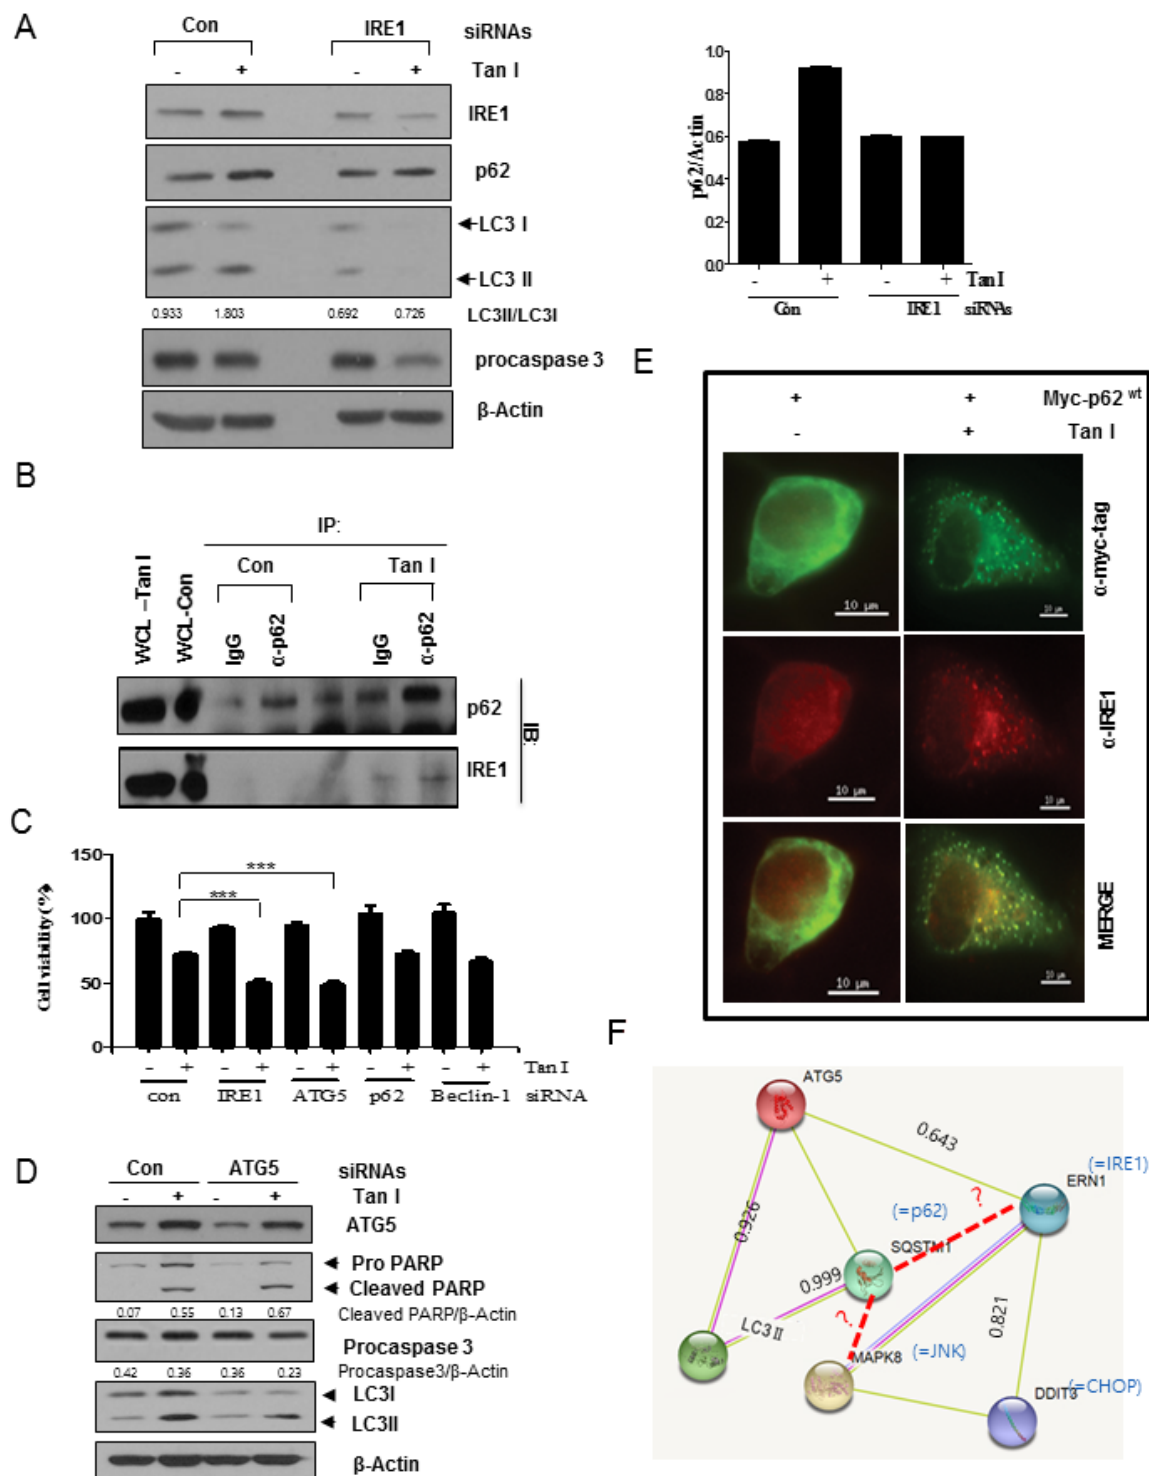 A
Con IRE1 siRNAs
- + - + Tan I
IRE1
p62
LC3 I
LC3 II
0.933 1.803 0.692 0.726 LC3II/LC3I
procaspase 3
β-Actin
p62/Actin
1.0
0.8
0.6
0.4
0.2
0.0
- + - + Tan I
Con IRE1 siRNAs
B
IP:
Con Tan I
WCL –Tan I
WCL-Con
IgG
α-p62
IgG
α-p62
p62
IRE1
IB:
C
Cell viability (%)
150
100
50
0
*** 
***
- + - + - + - + - + Tan I
con IRE1 ATG5 p62 Beclin-1 siRNA
D
Con ATG5 siRNAs
- + - + Tan I
ATG5
Pro PARP
Cleaved PARP
0.07 0.55 0.13 0.67 Cleaved PARP/β-Actin
Procaspase 3
0.42 0.36 0.36 0.23 Procaspase3/β-Actin
LC3I
LC3II
β-Actin
E
+ + Myc-p62 wt
- + Tan I
10 µm
10 µm
α-myc-tag
10 µm
10 µm
α-IRE1
10 µm
10 µm
MERGE
F
ATG5
0.643
(=IRE1)
ERN1
?
0.926
(=p62)
SQSTM1
0.999
0.821
LC3 II
?
MAPK8 (=JNK)
DDIT3 (=CHOP)